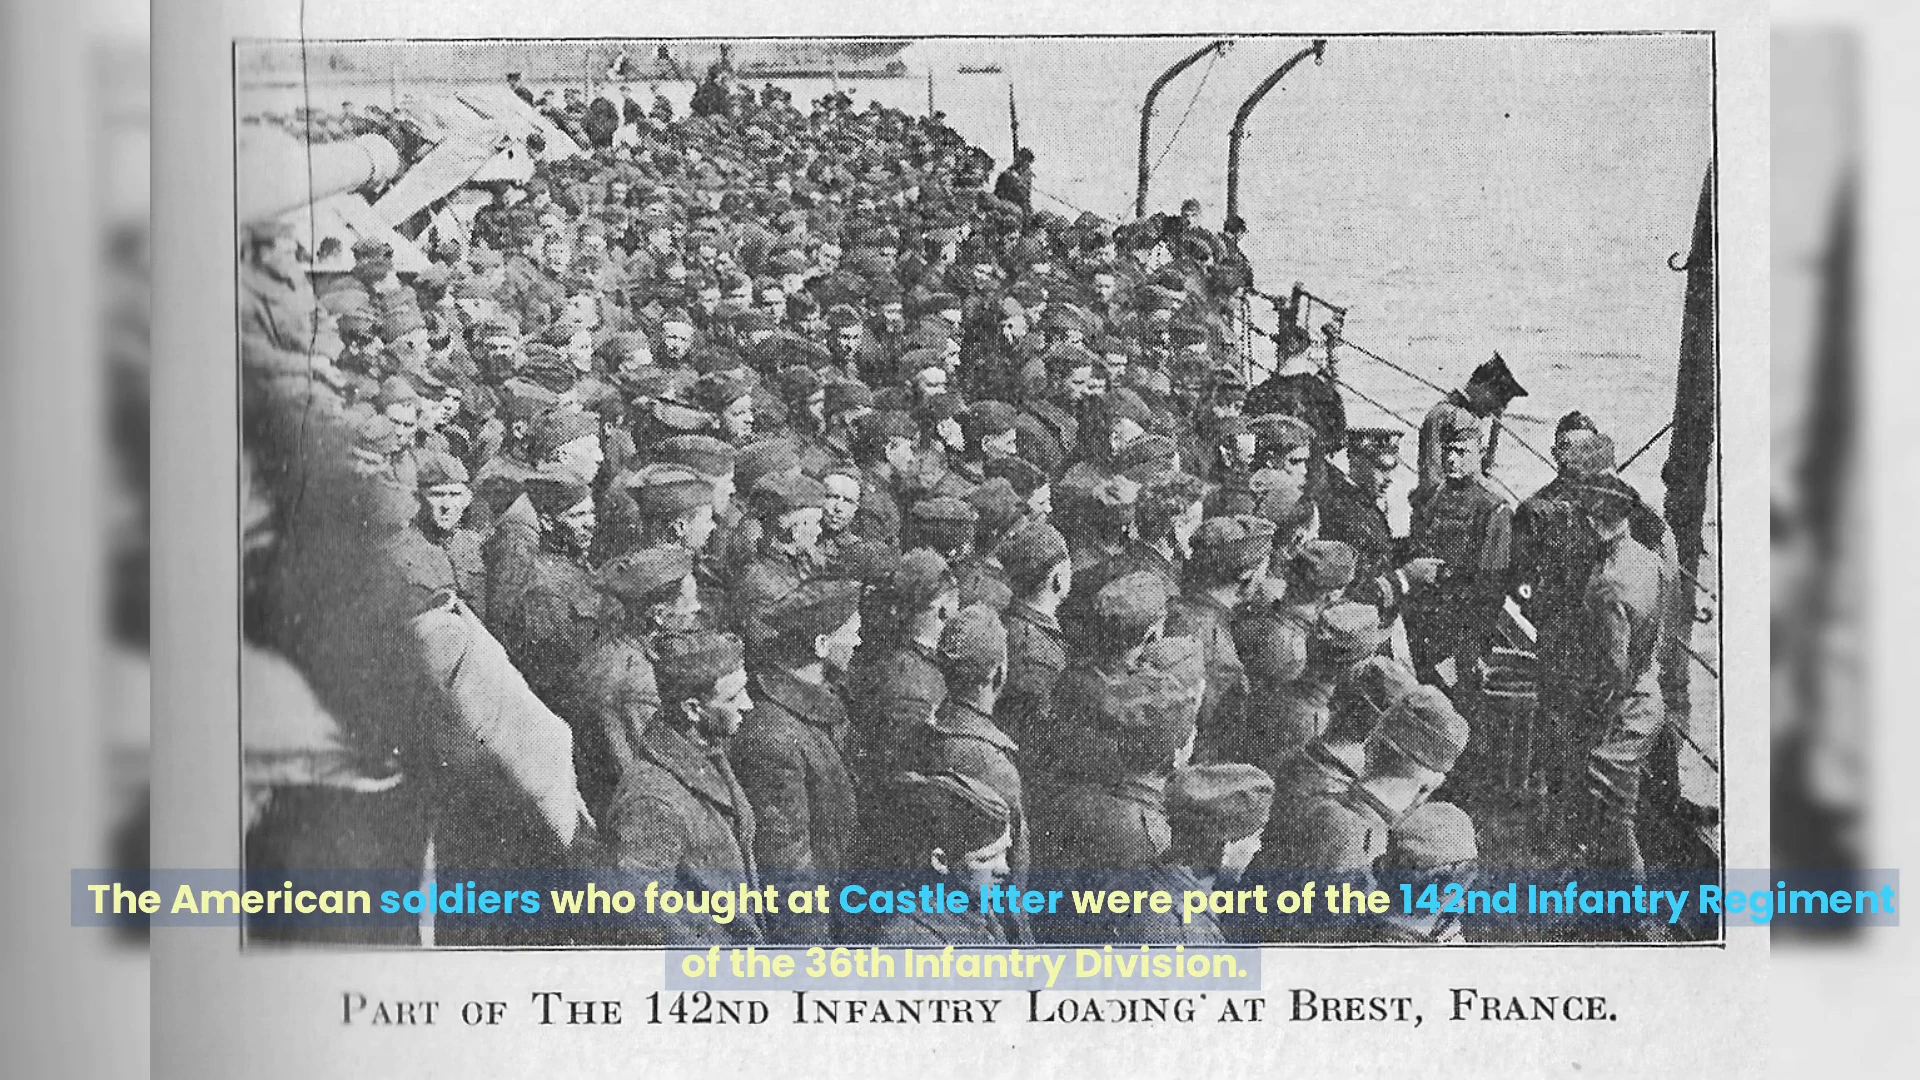 The American soldiers who fought at Castle Itter were part of the 142nd Infantry Regiment
of the 36th Infantry Division.
PART OF THE 142ND INFANTRY LOADING AT BREST, FRANCE.